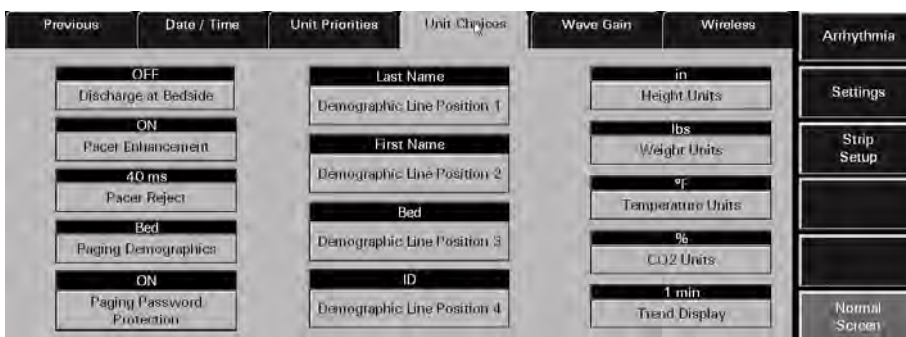 Previous
Date / Time
Unit Priorities
Unit Choices
Wave Gain
Wireless
OFF
Discharge at Bedside
ON
Pacer Enhancement
40 ms
Pacer Reject
Bed
Paging Demographics
ON
Paging Password
Protection
Last Name
Demographic Line Position 1
First Name
Demographic Line Position 2
Bed
Demographic Line Position 3
ID
Demographic Line Position 4
in
Height Units
lbs
Weight Units
°F
Temperature Units
%
CO2 Units
1 min
Trend Display
Arrhythmia
Settings
Strip
Setup
Normal
Screen